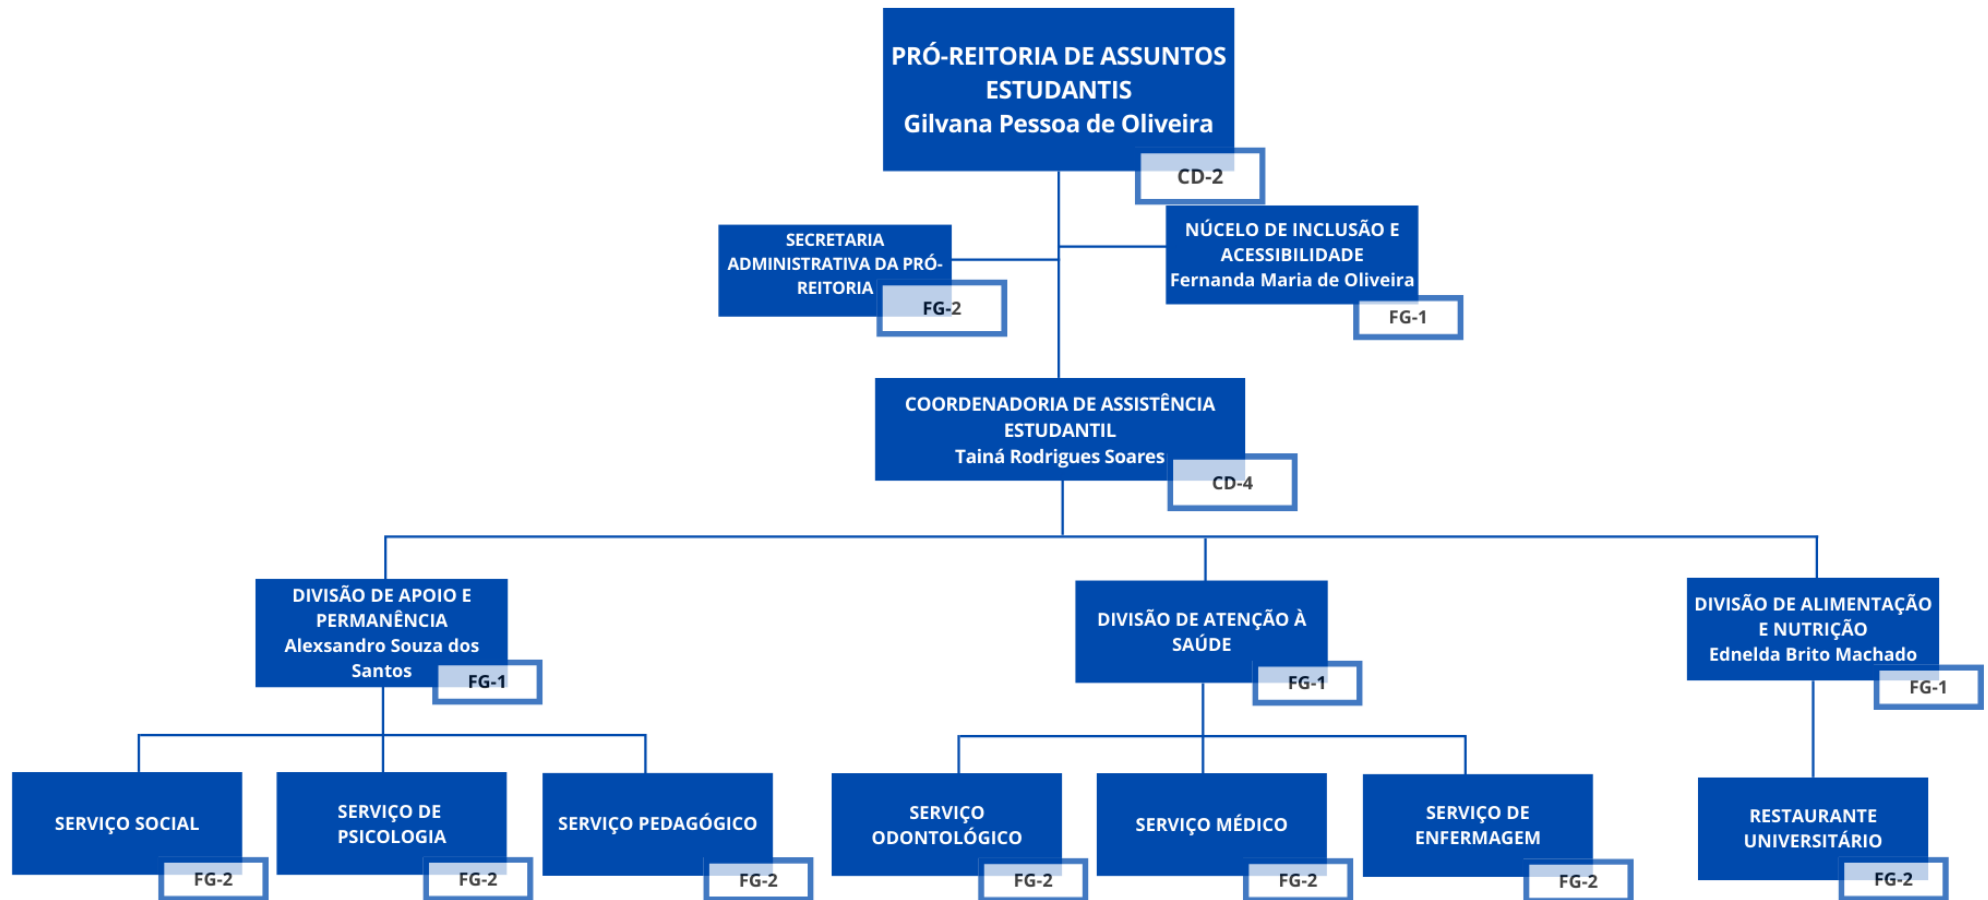 PRÓ-REITORIA DE ASSUNTOS
ESTUDANTIS
Gilvana Pessoa de Oliveira
CD-2
SECRETARIA
ADMINISTRATIVA DA PRÓ-
REITORIA
FG-2
NÚCELO DE INCLUSÃO E
ACESSIBILIDADE
Fernanda Maria de Oliveira
FG-1
COORDENADORIA DE ASSISTÊNCIA
ESTUDANTIL
Tainá Rodrigues Soares
CD-4
DIVISÃO DE APOIO E
PERMANÊNCIA
Alexsandro Souza dos
Santos
FG-1
DIVISÃO DE ATENÇÃO À
SAÚDE
FG-1
DIVISÃO DE ALIMENTAÇÃO
E NUTRIÇÃO
Ednelda Brito Machado
FG-1
SERVIÇO SOCIAL
FG-2
SERVIÇO DE
PSICOLOGIA
FG-2
SERVIÇO PEDAGÓGICO
FG-2
SERVIÇO
ODONTOLÓGICO
FG-2
SERVIÇO MÉDICO
FG-2
SERVIÇO DE
ENFERMAGEM
FG-2
RESTAURANTE
UNIVERSITÁRIO
FG-2